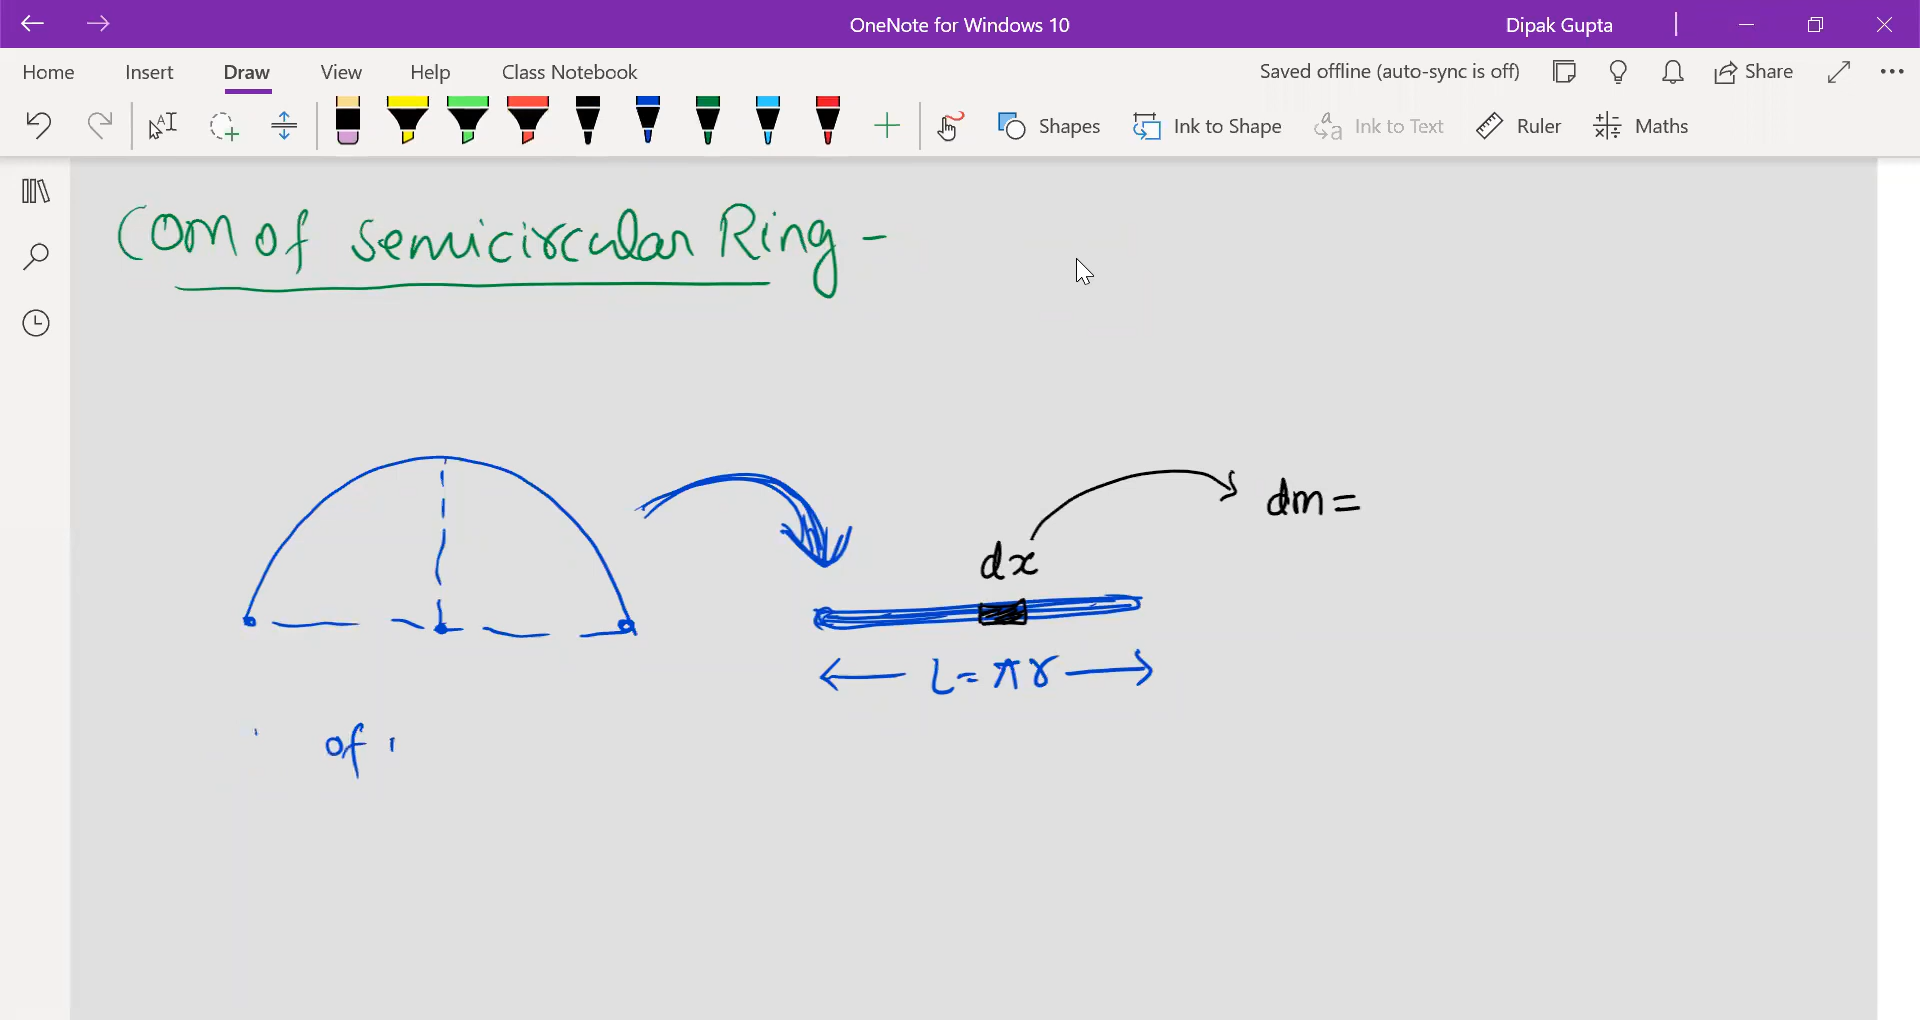 OneNote for Windows 10
Dipak Gupta
Home Insert Draw View Help Class Notebook
Saved offline (auto-sync is off) Share
Shapes Ink to Shape Ink to Text Ruler Maths
COM of semicircular Ring -
dm =
dx
L = πr
of